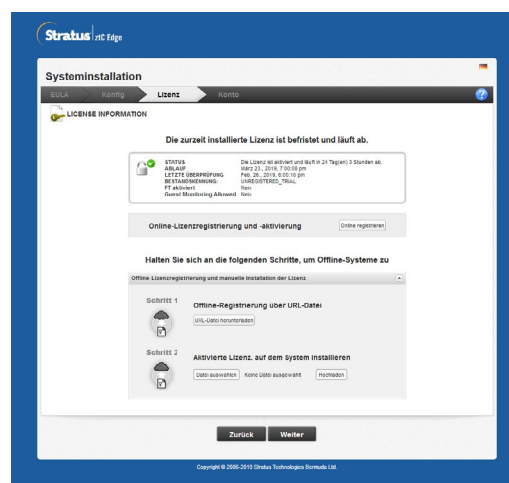 Stratus ztC Edge
Systeminstallation
EULA Konfig Lizenz Konto
LICENSE INFORMATION
Die zurzeit installierte Lizenz ist befristet und läuft ab.
STATUS Die Lizenz ist aktiviert und läuft in 24 Tag(en) 3 Stunden ab.
ABLAUF März 23., 2019, 7:00:08 pm
LETZTE ÜBERPRÜFUNG Feb. 26., 2019, 6:00:10 pm
BESTANDSKENNUNG: UNREGISTERED_TRIAL
FT aktiviert Nein
Guest Monitoring Allowed Nein
Online-Lizenzregistrierung und -aktivierung Online registrieren
Halten Sie sich an die folgenden Schritte, um Offline-Systeme zu
Offline Lizenzregistrierung und manuelle Installation der Lizenz
Schritt 1
Offline-Registrierung über URL-Datei
URL-Datei herunterladen
Schritt 2
Aktivierte Lizenz. auf dem System installieren
Datei auswählen Keine Datei ausgewählt Hochladen
Zurück Weiter
Copyright © 2006-2019 Stratus Technologies Bermuda Ltd.